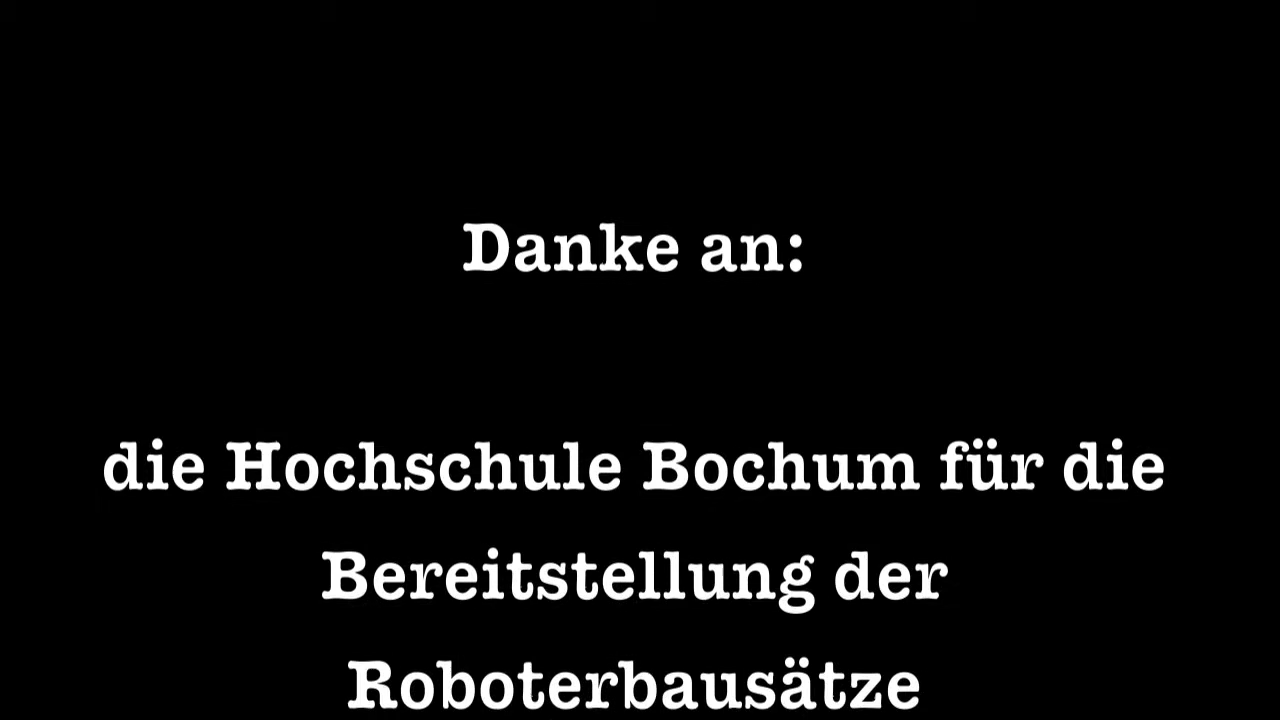 Danke an:
die Hochschule Bochum für die
Bereitstellung der
Roboterbausätze